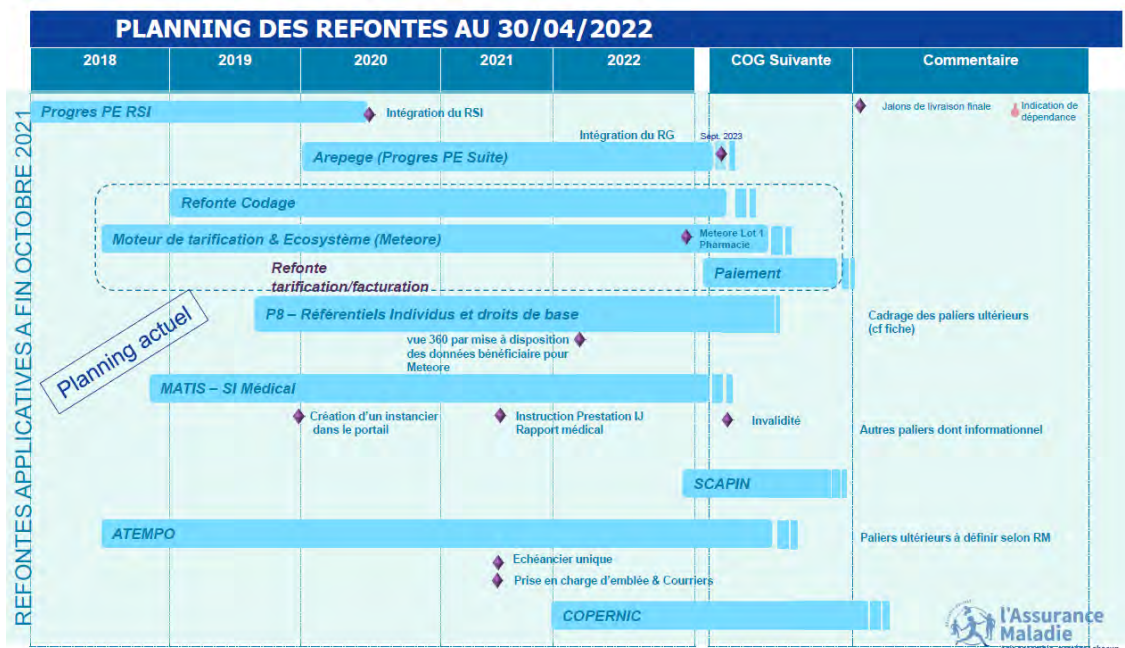 PLANNING DES REFONTES AU 30/04/2022
2018
2019
2020
2021
2022
COG Suivante
Commentaire
REFONTES APPLICATIVES A FIN OCTOBRE 2021
Progres PE RSI
Intégration du RSI
Jalons de livraison finale
Indication de
dépendance
Intégration du RG
Sept. 2023
Arepege (Progres PE Suite)
Refonte Codage
Moteur de tarification & Ecosystème (Meteore)
Meteore Lot 1
Pharmacie
Refonte
tarification/facturation
Paiement
Planning actuel
P8 – Référentiels Individus et droits de base
Cadrage des paliers ultérieurs
(cf fiche)
vue 360 par mise à disposition
des données bénéficiaire pour
Meteore
MATIS – SI Médical
Création d'un instancier
dans le portail
Instruction Prestation IJ
Rapport médical
Invalidité
Autres paliers dont informationnel
SCAPIN
ATEMPO
Paliers ultérieurs à définir selon RM
Echéancier unique
Prise en charge d'emblée & Courriers
COPERNIC
l'Assurance
Maladie